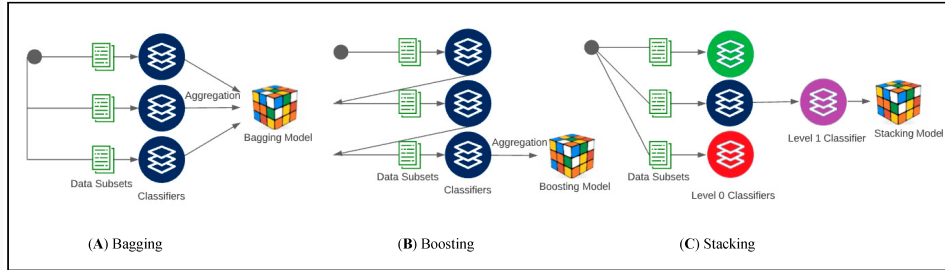 Aggregation
Bagging Model
Data Subsets
Classifiers
(A) Bagging
Aggregation
Boosting Model
Data Subsets
Classifiers
(B) Boosting
Level 1 Classifier
Stacking Model
Data Subsets
Level 0 Classifiers
(C) Stacking